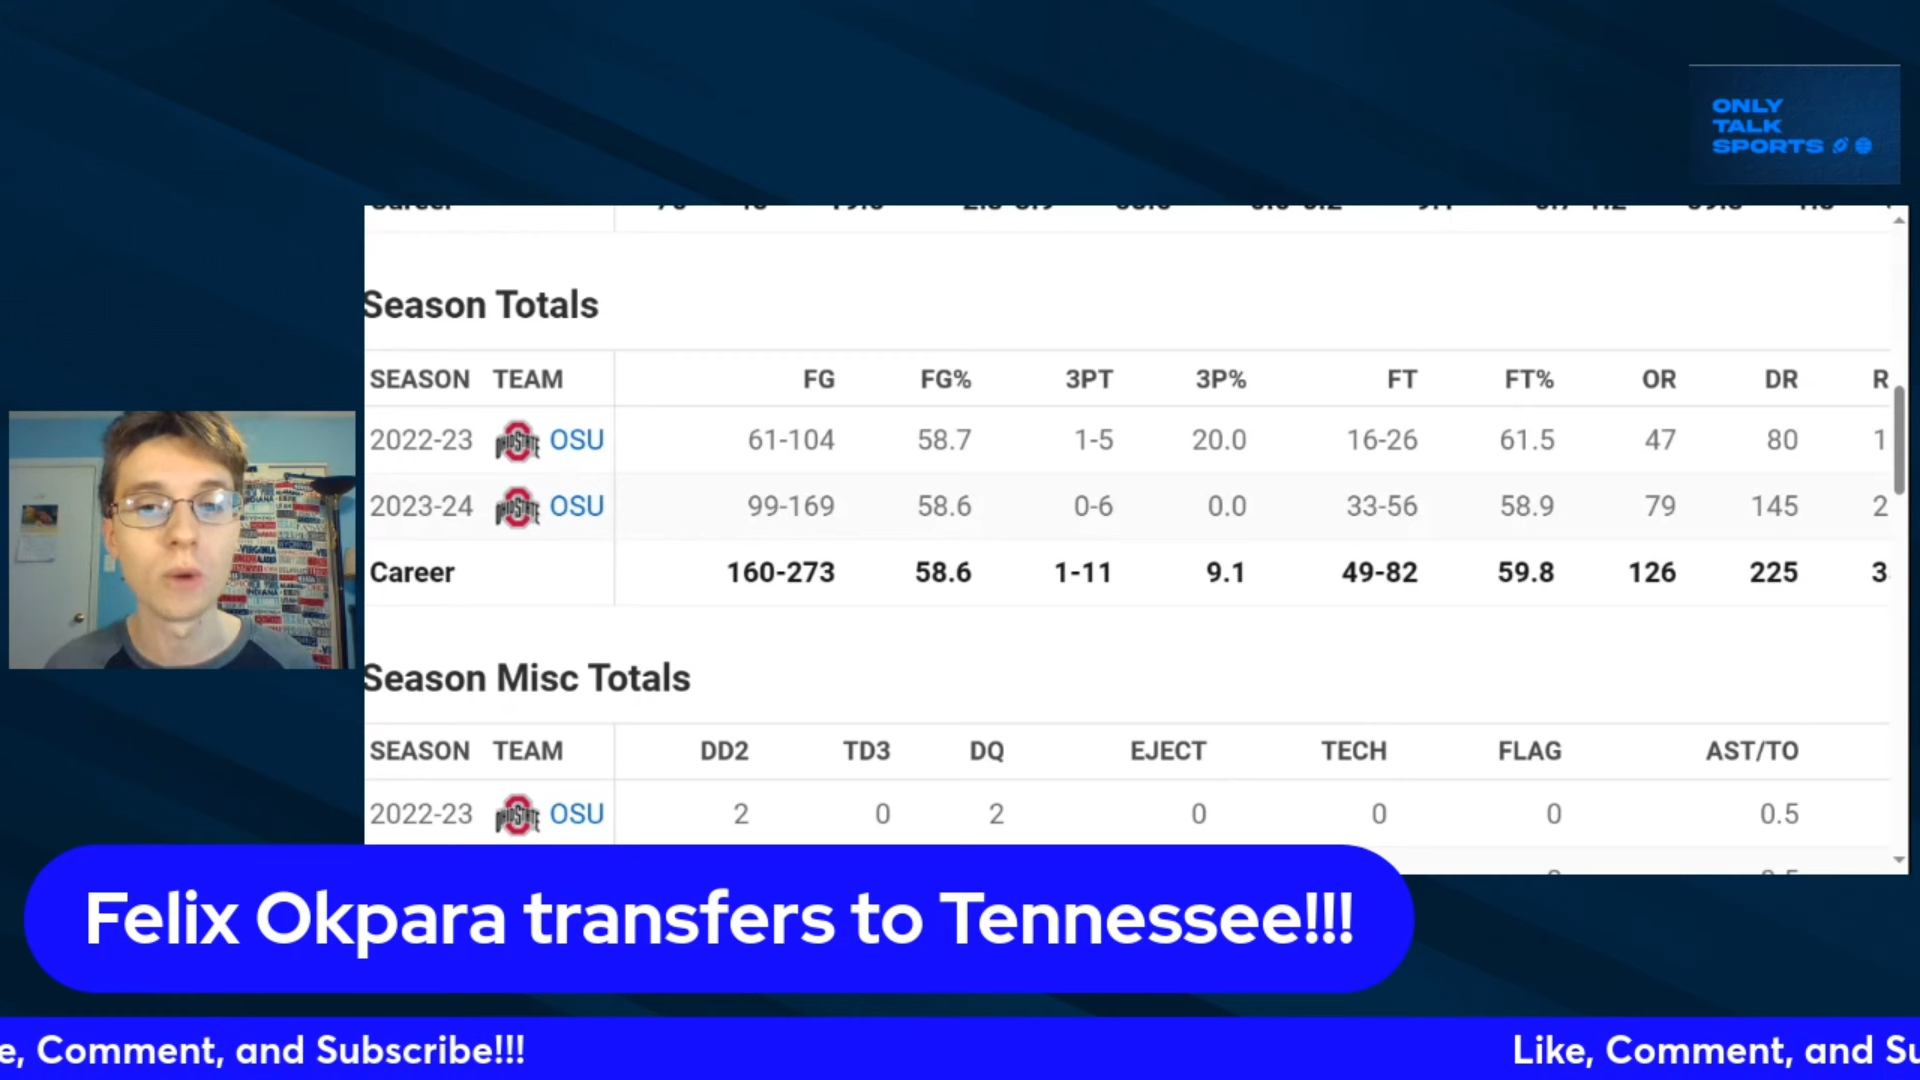 ONLY
TALK
SPORTS
Career
Season Totals
SEASON TEAM FG FG% 3PT 3P% FT FT% OR DR R
2022-23 OSU 61-104 58.7 1-5 20.0 16-26 61.5 47 80 1
2023-24 OSU 99-169 58.6 0-6 0.0 33-56 58.9 79 145 2
Career 160-273 58.6 1-11 9.1 49-82 59.8 126 225 3
Season Misc Totals
SEASON TEAM DD2 TD3 DQ EJECT TECH FLAG AST/TO
2022-23 OSU 2 0 2 0 0 0 0.5
Felix Okpara transfers to Tennessee!!!
e, Comment, and Subscribe!!! Like, Comment, and Su
VIRGINIA
INDIANA